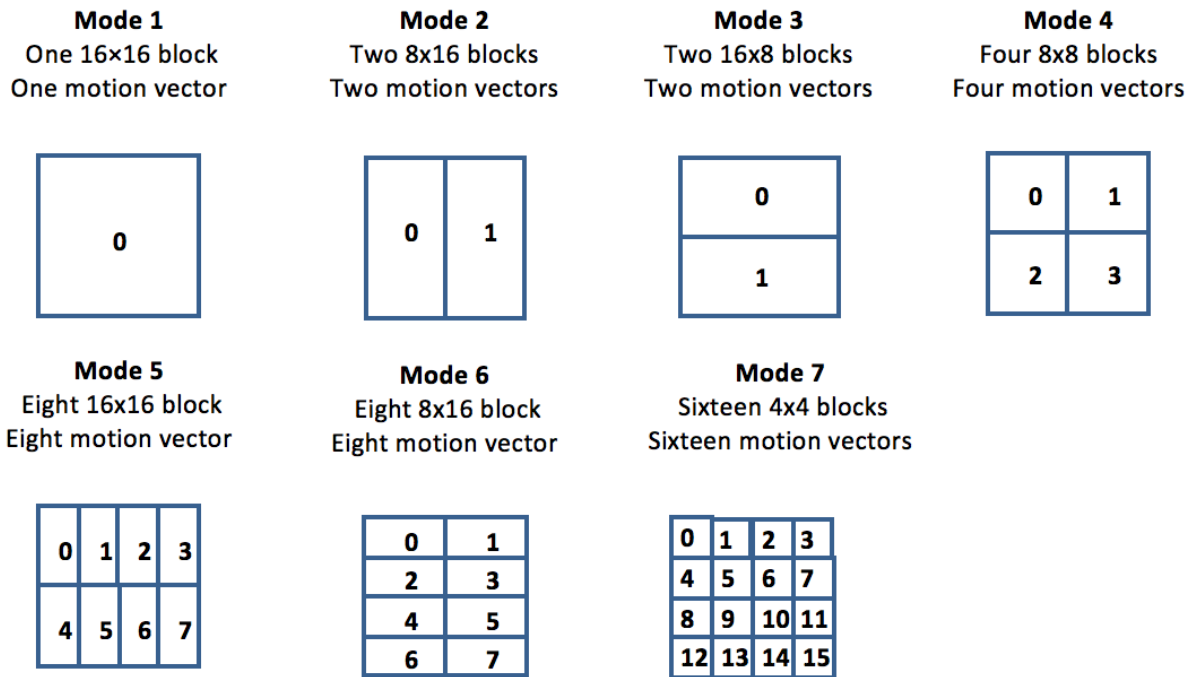 Mode 1
One 16×16 block
One motion vector
Mode 2
Two 8x16 blocks
Two motion vectors
Mode 3
Two 16x8 blocks
Two motion vectors
Mode 4
Four 8x8 blocks
Four motion vectors
0
0 1
0
1
0 1
2 3
Mode 5
Eight 16x16 block
Eight motion vector
Mode 6
Eight 8x16 block
Eight motion vector
Mode 7
Sixteen 4x4 blocks
Sixteen motion vectors
0 1 2 3
4 5 6 7
0 1
2 3
4 5
6 7
0 1 2 3
4 5 6 7
8 9 10 11
12 13 14 15